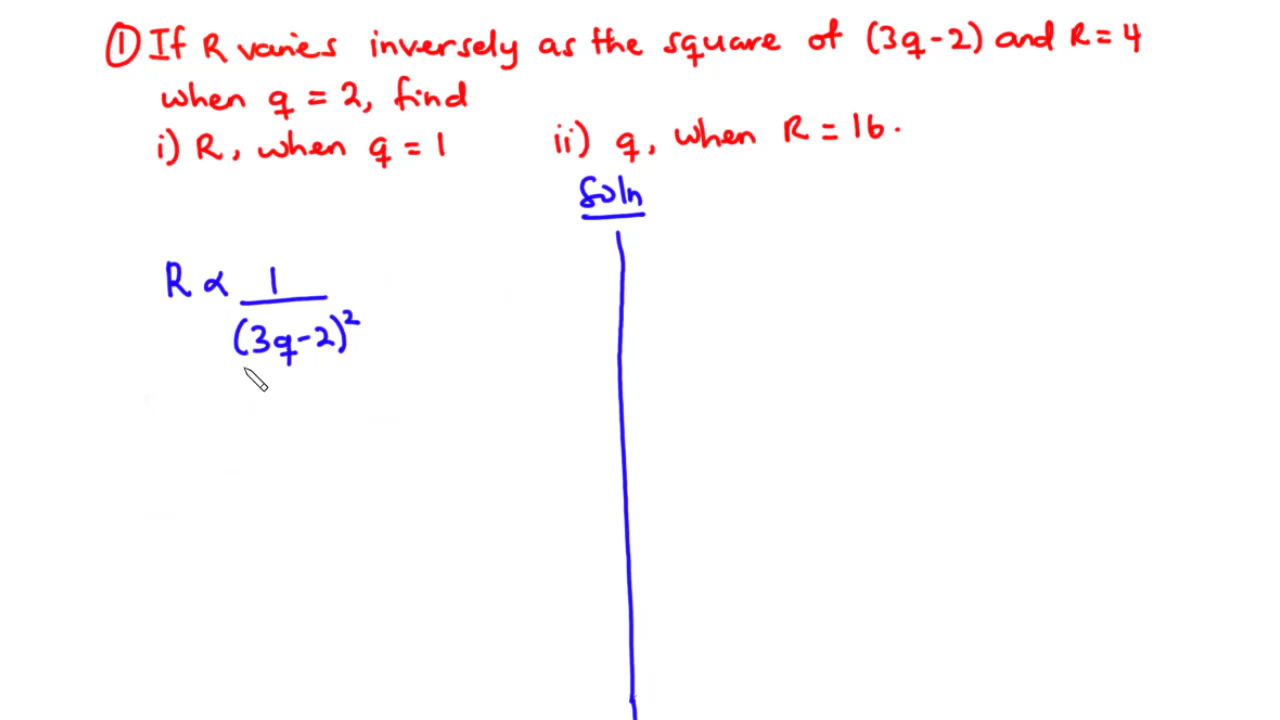 ① If R varies inversely as the square of (3q-2) and R = 4
when q = 2, find
i) R, when q = 1 ii) q, when R = 16.
Soln
R ∝ 1/(3q-2)²